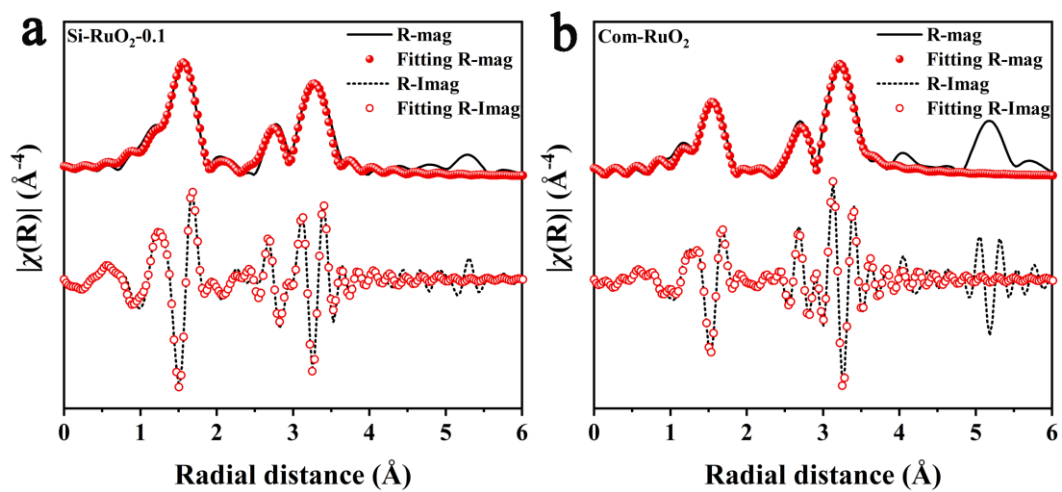 a
Si-RuO₂-0.1
R-mag
Fitting R-mag
R-Imag
Fitting R-Imag
|χ(R)| (Å⁻⁴)
0 1 2 3 4 5 6
Radial distance (Å)
b
Com-RuO₂
R-mag
Fitting R-mag
R-Imag
Fitting R-Imag
|χ(R)| (Å⁻⁴)
0 1 2 3 4 5 6
Radial distance (Å)